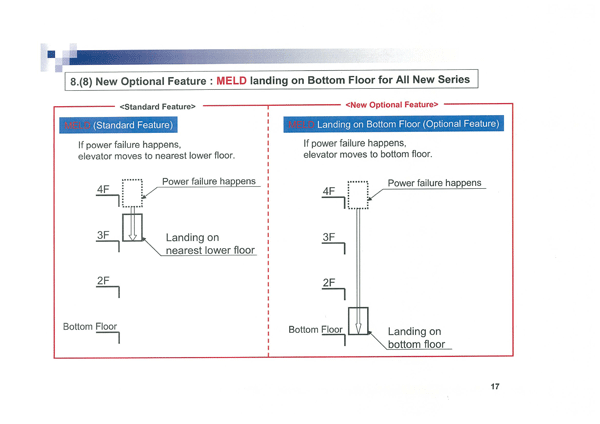 8.(8) New Optional Feature : MELD landing on Bottom Floor for All New Series
<Standard Feature>
MELD (Standard Feature)
If power failure happens,
elevator moves to nearest lower floor.
4F
Power failure happens
3F
Landing on
nearest lower floor
2F
Bottom Floor
<New Optional Feature>
MELD Landing on Bottom Floor (Optional Feature)
If power failure happens,
elevator moves to bottom floor.
4F
Power failure happens
3F
2F
Bottom Floor
Landing on
bottom floor
17